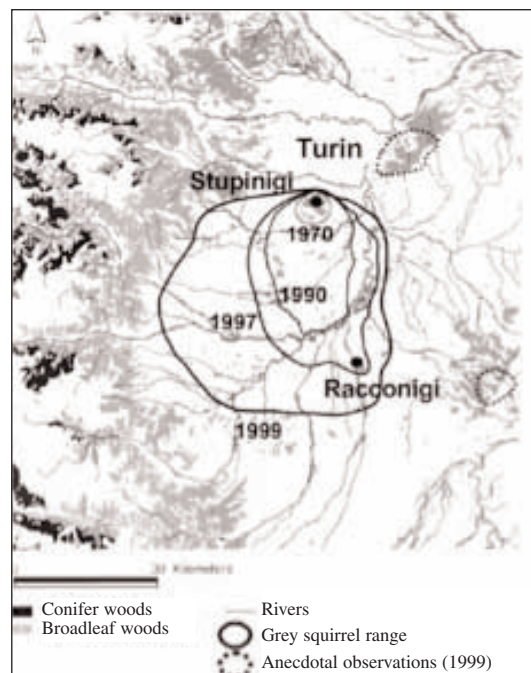 N
Turin
Stupinigi
1970
1990
1997
Racconigi
1999
Conifer woods
Broadleaf woods
Rivers
Grey squirrel range
Anecdotal observations (1999)